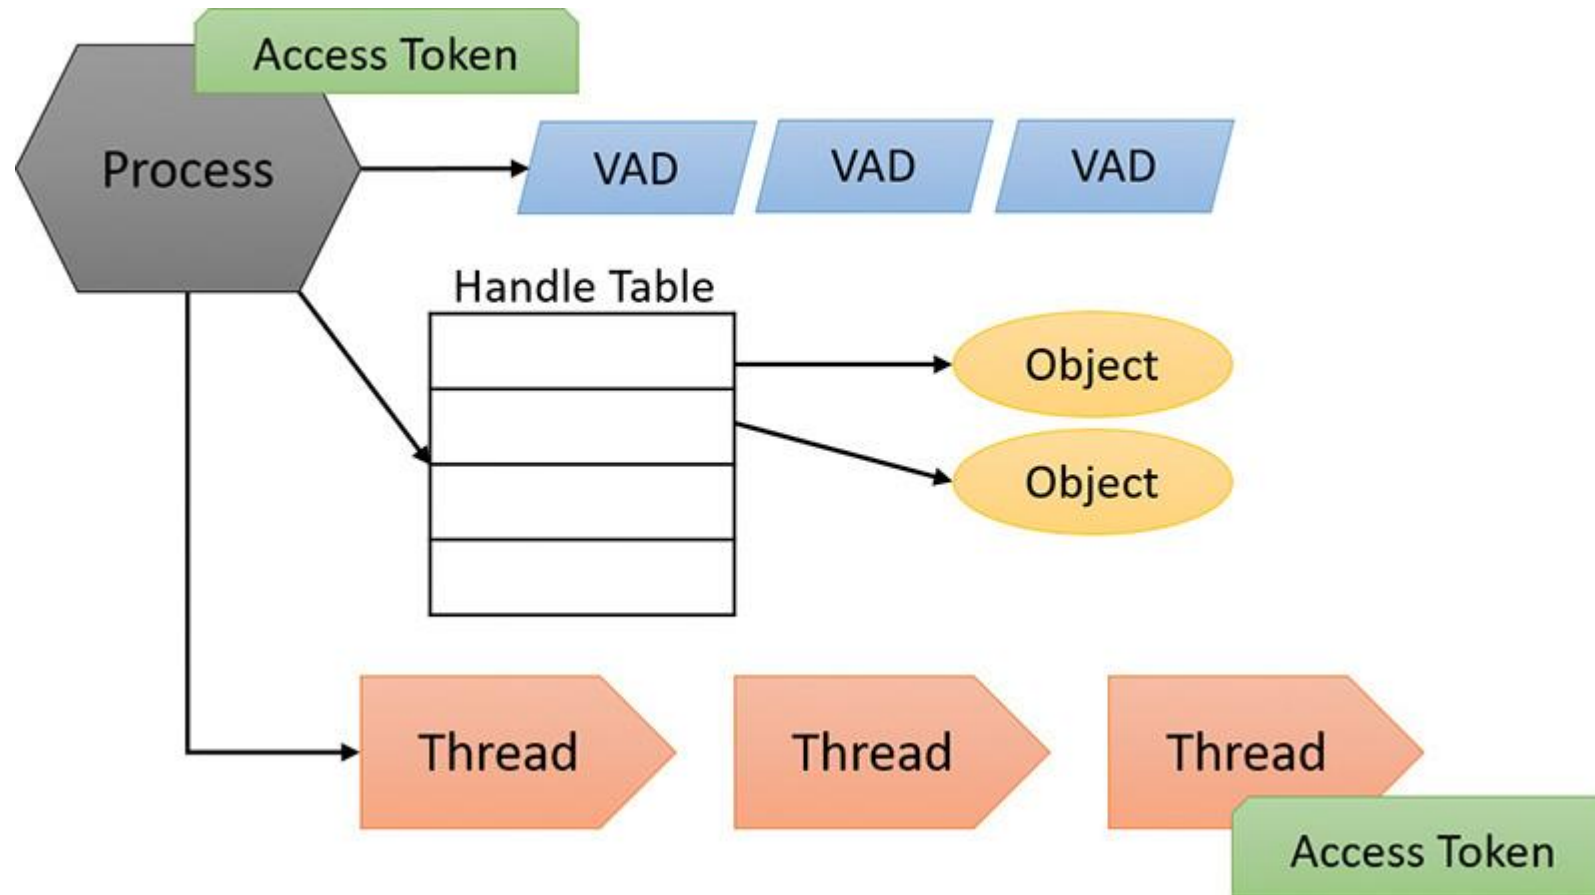 Access Token
Process
VAD
VAD
VAD
Handle Table
Object
Object
Thread
Thread
Thread
Access Token